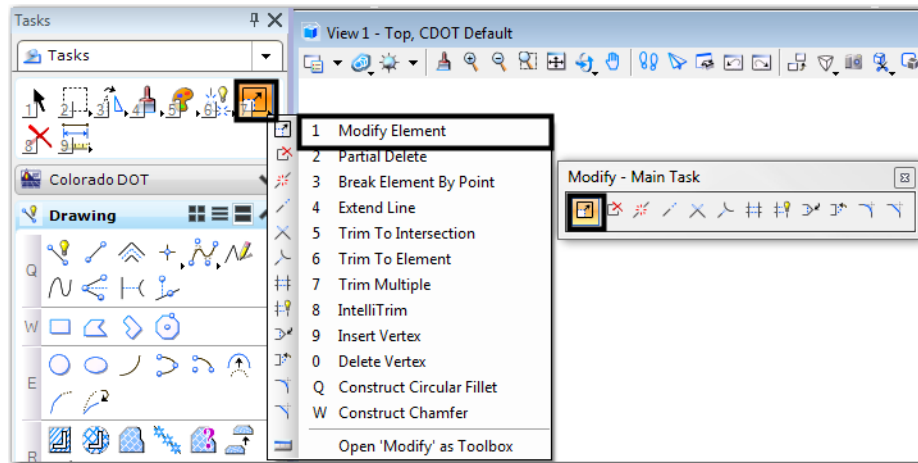 Tasks
View 1 - Top, CDOT Default
Tasks
1 2 3 4 5 6 7
8 9
1 Modify Element
2 Partial Delete
3 Break Element By Point
4 Extend Line
5 Trim To Intersection
6 Trim To Element
7 Trim Multiple
8 IntelliTrim
9 Insert Vertex
0 Delete Vertex
Q Construct Circular Fillet
W Construct Chamfer
Open 'Modify' as Toolbox
Modify - Main Task
Colorado DOT
Drawing
Q
W
E
R